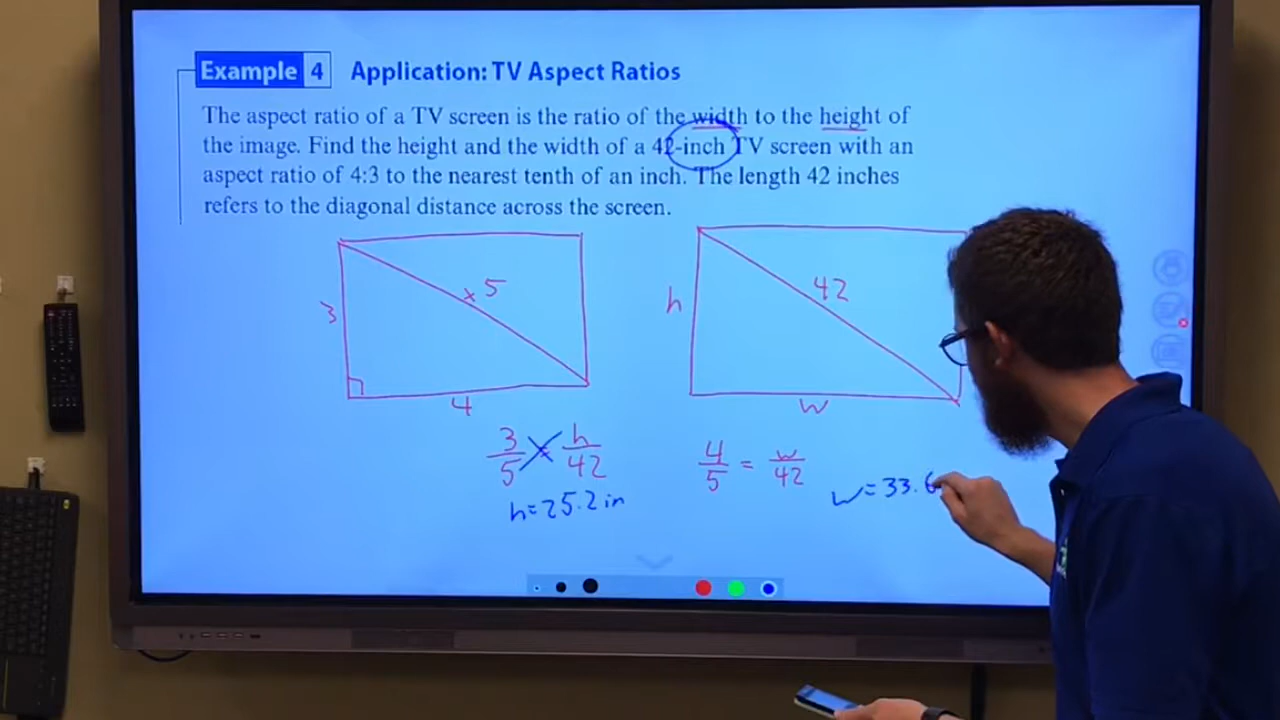 Example 4 Application: TV Aspect Ratios
The aspect ratio of a TV screen is the ratio of the width to the height of
the image. Find the height and the width of a 42-inch TV screen with an
aspect ratio of 4:3 to the nearest tenth of an inch. The length 42 inches
refers to the diagonal distance across the screen.
3
5
4
h
42
w
3/5 h/42
h=25.2 in
4/5 = w/42
w=33.6